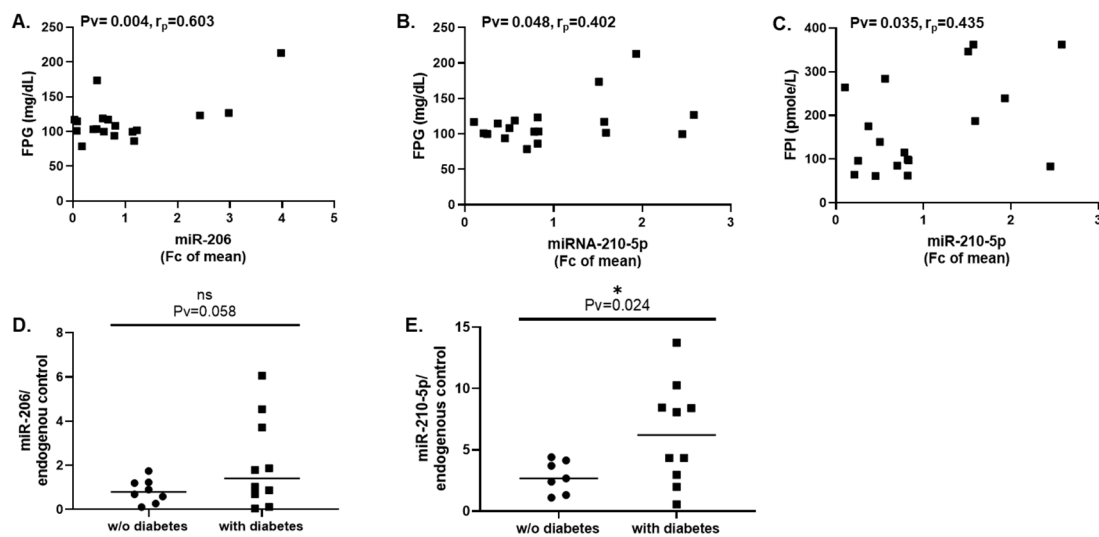 A.
Pv= 0.004, rp=0.603
FPG (mg/dL)
250
200
150
100
50
0
0 1 2 3 4 5
miR-206
(Fc of mean)
B.
Pv= 0.048, rp=0.402
FPG (mg/dL)
250
200
150
100
50
0
0 1 2 3
miRNA-210-5p
(Fc of mean)
C.
Pv= 0.035, rp=0.435
FPI (pmole/L)
400
300
200
100
0
0 1 2 3
miR-210-5p
(Fc of mean)
D.
ns
Pv=0.058
miR-206/
endogenou control
8
6
4
2
0
w/o diabetes with diabetes
E.
*
Pv=0.024
miR-210-5p/
endogenous control
15
10
5
0
w/o diabetes with diabetes